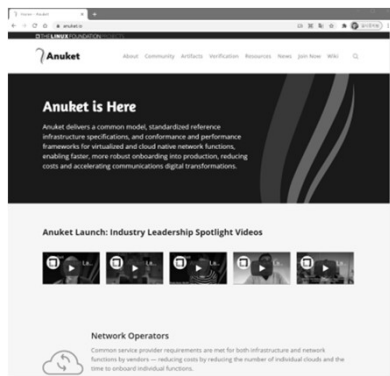 anuket.io
THE LINUX FOUNDATION PROJECTS
Anuket
About Community Artifacts Verification Resources News Join Now Wiki
Anuket is Here
Anuket delivers a common model, standardized reference
infrastructure specifications, and conformance and performance
frameworks for virtualized and cloud native network functions,
enabling faster, more robust onboarding into production, reducing
costs and accelerating communications digital transformations.
Anuket Launch: Industry Leadership Spotlight Videos
Network Operators
Common service provider requirements are met for both infrastructure and network
functions by vendors — reducing costs by reducing the number of individual clouds and the
time to onboard individual functions.